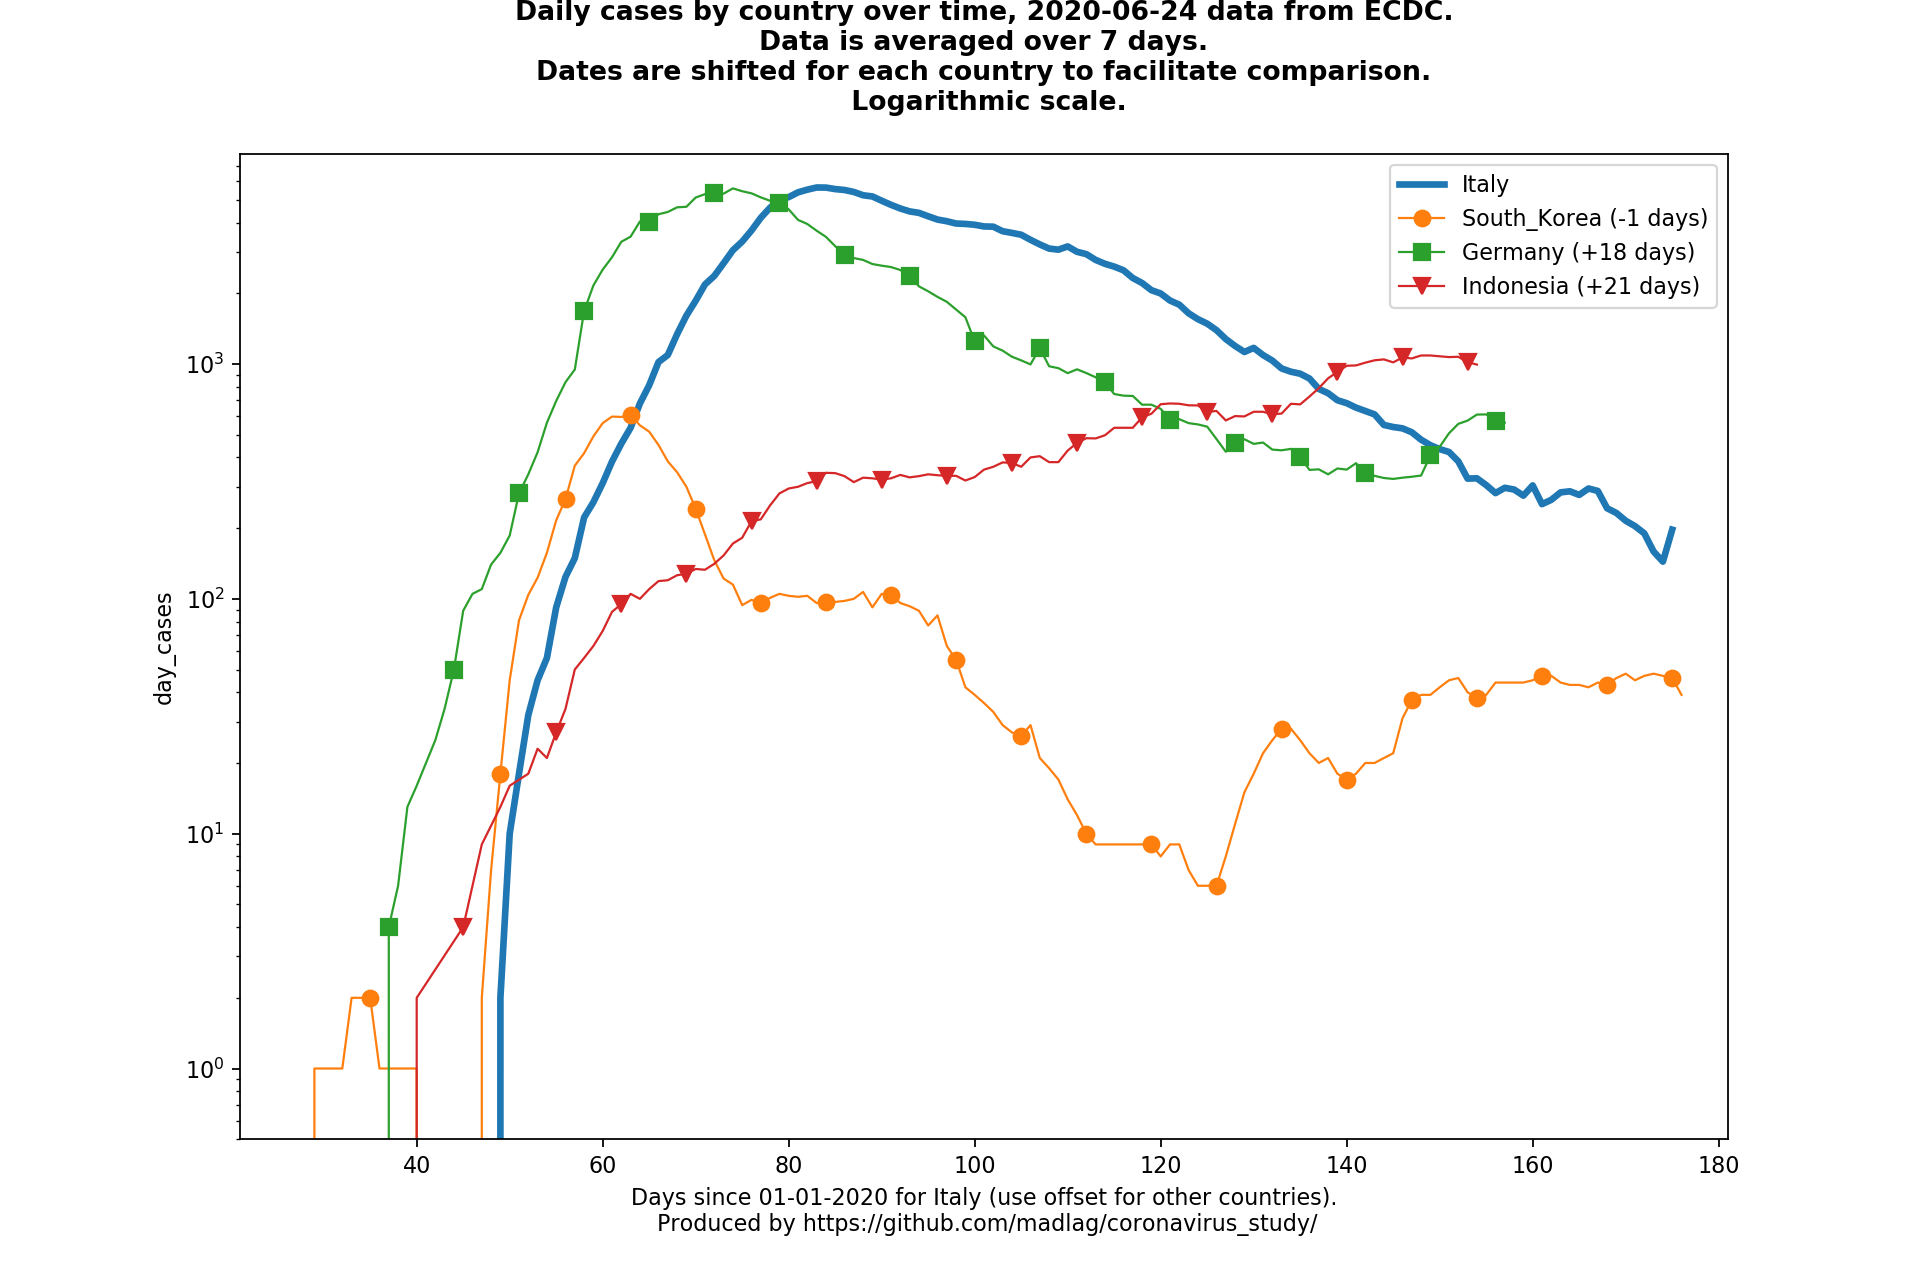 Daily cases by country over time, 2020-06-24 data from ECDC.
Data is averaged over 7 days.
Dates are shifted for each country to facilitate comparison.
Logarithmic scale.
Italy
South_Korea (-1 days)
Germany (+18 days)
Indonesia (+21 days)
day_cases
10³
10²
10¹
10⁰
40 60 80 100 120 140 160 180
Days since 01-01-2020 for Italy (use offset for other countries).
Produced by https://github.com/madlag/coronavirus_study/